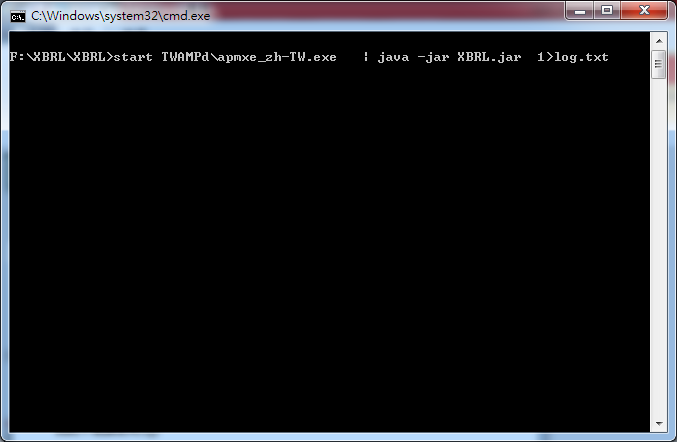 C:\Windows\system32\cmd.exe
F:\XBRL\XBRL>start TWAMPd\apmxe_zh-TW.exe   | java -jar XBRL.jar  1>log.txt